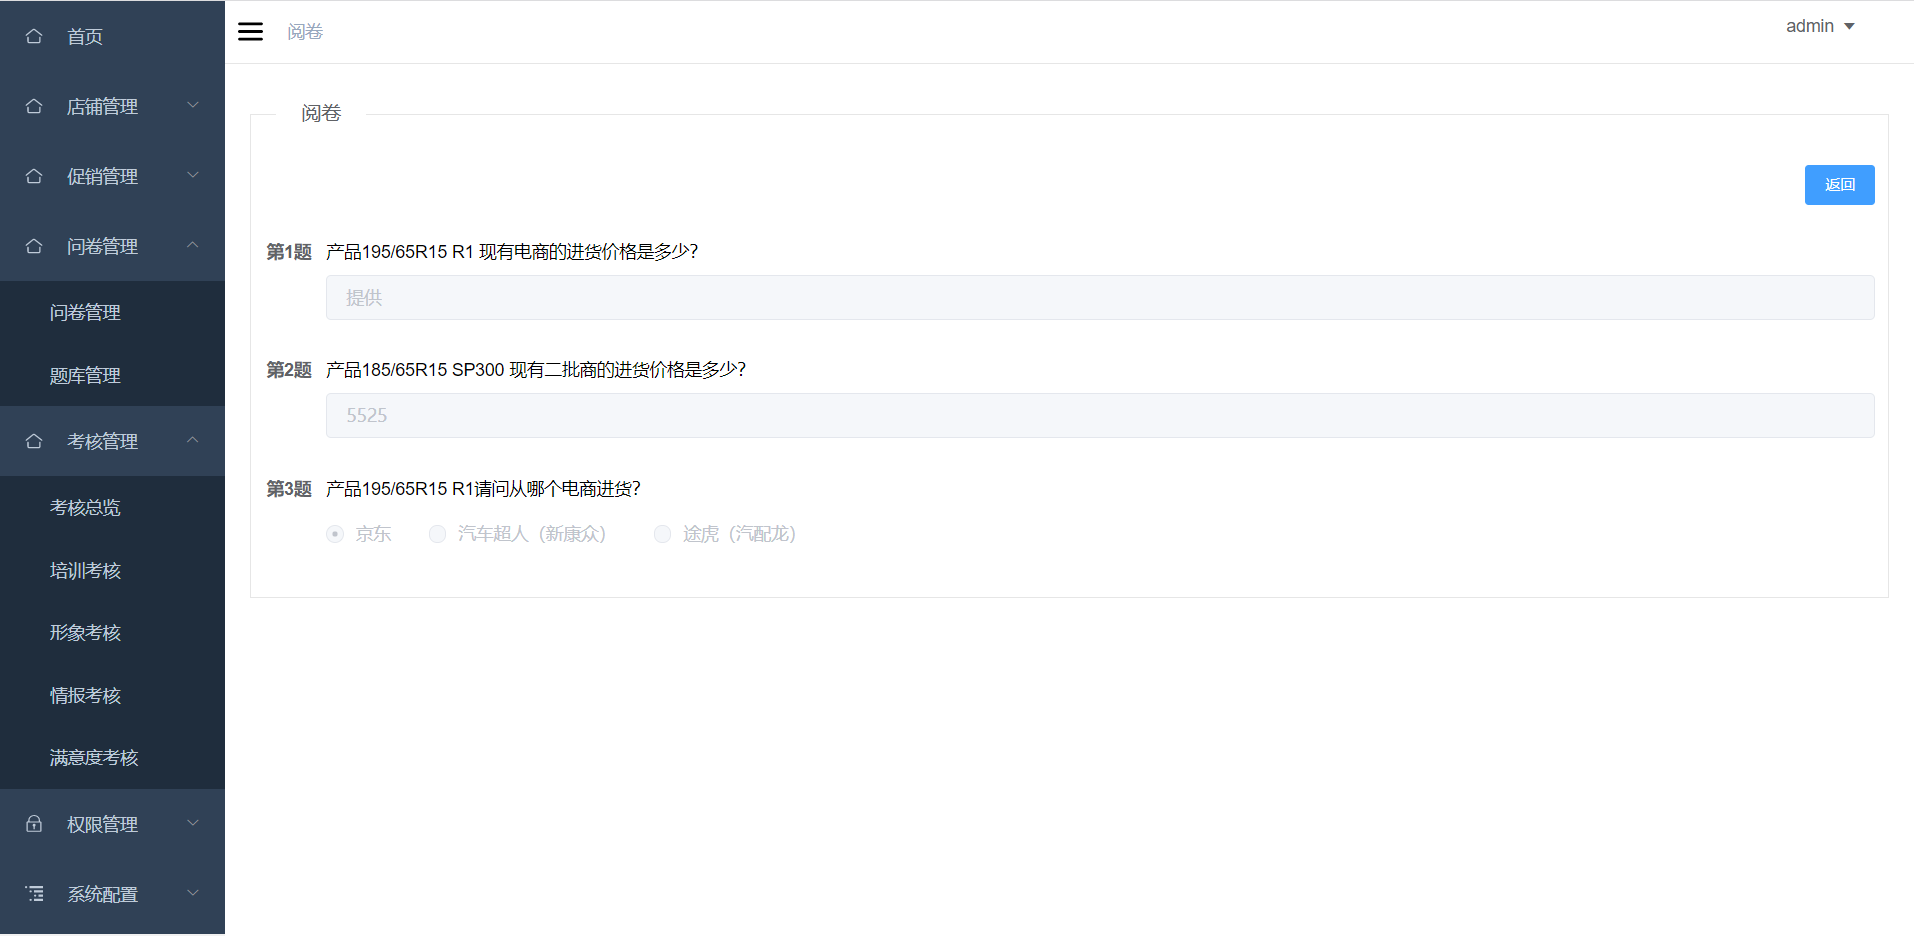 首页
店铺管理
促销管理
问卷管理
问卷管理
题库管理
考核管理
考核总览
培训考核
形象考核
情报考核
满意度考核
权限管理
系统配置
阅卷
admin
阅卷
返回
第1题 产品195/65R15 R1 现有电商的进货价格是多少?
提供
第2题 产品185/65R15 SP300 现有二批商的进货价格是多少?
5525
第3题 产品195/65R15 R1请问从哪个电商进货?
京东 汽车超人（新康众） 途虎（汽配龙）